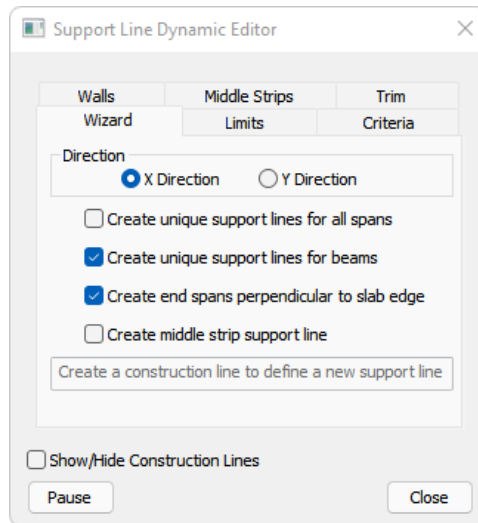 Support Line Dynamic Editor
Walls Middle Strips Trim
Wizard Limits Criteria
Direction
X Direction Y Direction
Create unique support lines for all spans
Create unique support lines for beams
Create end spans perpendicular to slab edge
Create middle strip support line
Create a construction line to define a new support line
Show/Hide Construction Lines
Pause Close